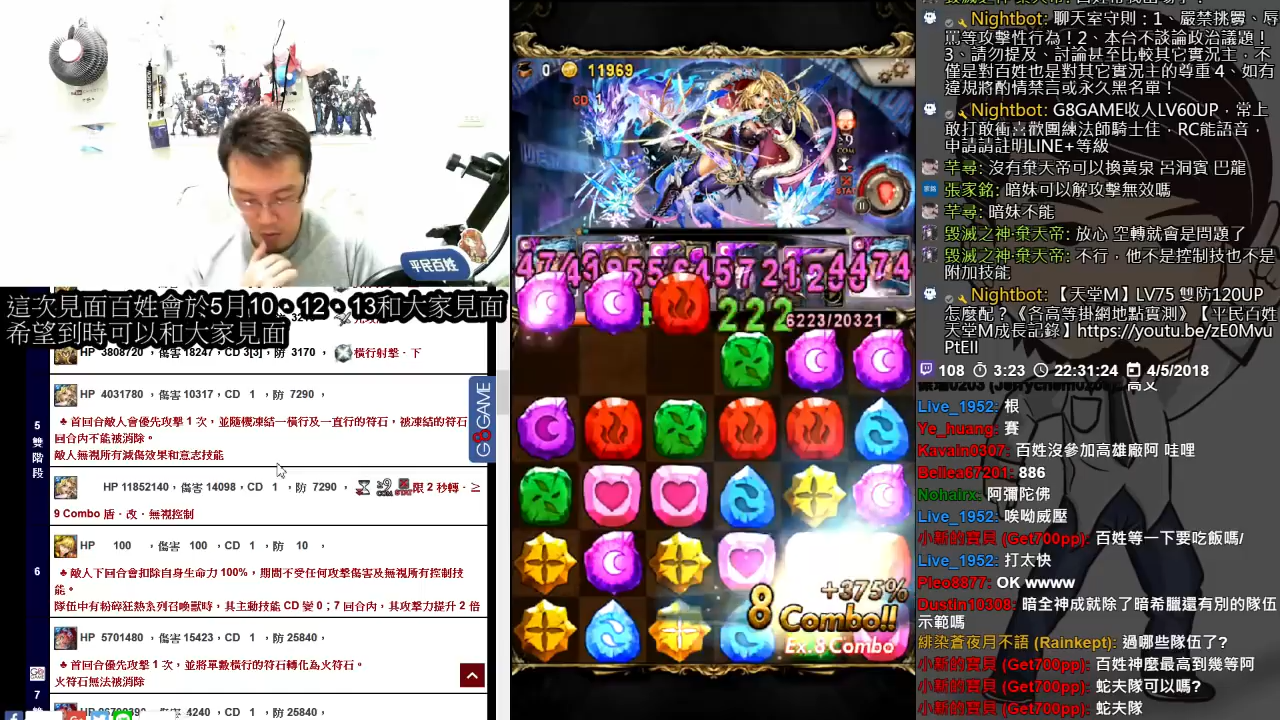 平民百姓
這次見面百姓會於5月10、12、13和大家見面
希望到時可以和大家見面
HP 3808720，傷害 18247，CD 3[3]，防 3170，橫行射擊．下
HP 4031780，傷害 10317，CD 1，防 7290，
♣ 首回合敵人會優先攻擊 1 次，並隨機凍結一橫行及一直行的符石，被凍結的符石
回合內不能被消除。
敵人無視所有減傷效果和意志技能
HP 11852140，傷害 14098，CD 1，防 7290，限 2 秒轉．≥
9 Combo 盾．改．無視控制
HP 100，傷害 100，CD 1，防 10，
♣ 敵人下回合會扣除自身生命力 100%，期間不受任何攻擊傷害及無視所有控制技
能。
隊伍中有粉碎狂熱系列召喚獸時，其主動技能 CD 變 0；7 回合內，其攻擊力提升 2 倍
HP 5701480，傷害 15423，CD 1，防 25840，
♣ 首回合優先攻擊 1 次，並將單數橫行的符石轉化為火符石。
火符石無法被消除
4240，CD 1，防 25840，
5
雙
階
段
6
7
G8GAME
0
11969
CD 1
222
6223/20321
+375%
8 Combo!!
Ex. 8 Combo
Nightbot: 聊天室守則：1、嚴禁挑釁、辱
罵等攻擊性行為！2、本台不談論政治議題！
3、請勿提及、討論甚至比較其它實況主，不
僅是對百姓也是對其它實況主的尊重４、如有
違規將酌情禁言或永久黑名單！
Nightbot: G8GAME收人LV60UP，常上
敢打敢衝喜歡團練法師騎士佳，RC能語音，
申請請註明LINE+等級
芊尋: 沒有棄天帝可以換黃泉 呂洞賓 巴龍
張家銘: 暗妹可以解攻擊無效嗎
芊尋: 暗妹不能
毀滅之神·棄天帝: 放心 空轉就會是問題了
毀滅之神·棄天帝: 不行，他不是控制技也不是
附加技能
Nightbot: 【天堂M】LV75 雙防120UP
怎麼配？《各高等掛網地點實測》【平民百姓
天堂M成長記錄】https://youtu.be/zE0Mvu
PtEII
108 3:23 22:31:24 4/5/2018
Live_1952: 根
Ye_huang: 賽
Kavain0307: 百姓沒參加高雄廠阿 哇哩
Bellea67201: 886
Nohairx: 阿彌陀佛
Live_1952: 唉呦威壓
小新的寶貝 (Get700pp): 百姓等一下要吃飯嗎/
Live_1952: 打太快
Pleo8877: OK wwww
Dustin10308: 暗全神成就除了暗希臘還有別的隊伍
示範嗎
緋染蒼夜月不語 (Rainkept): 過哪些隊伍了?
小新的寶貝 (Get700pp): 百姓神魔最高到幾等阿
小新的寶貝 (Get700pp): 蛇夫隊可以嗎?
小新的寶貝 (Get700pp): 蛇夫隊